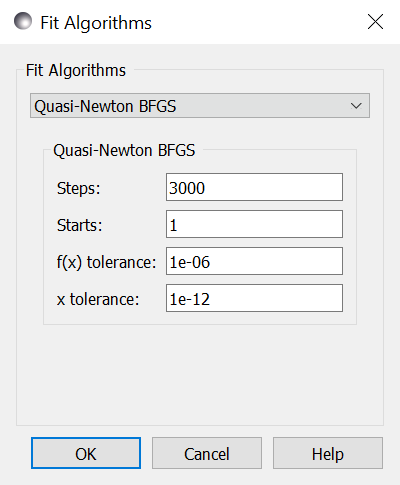 Fit Algorithms
Fit Algorithms
Quasi-Newton BFGS
Quasi-Newton BFGS
Steps: 3000
Starts: 1
f(x) tolerance: 1e-06
x tolerance: 1e-12
OK Cancel Help